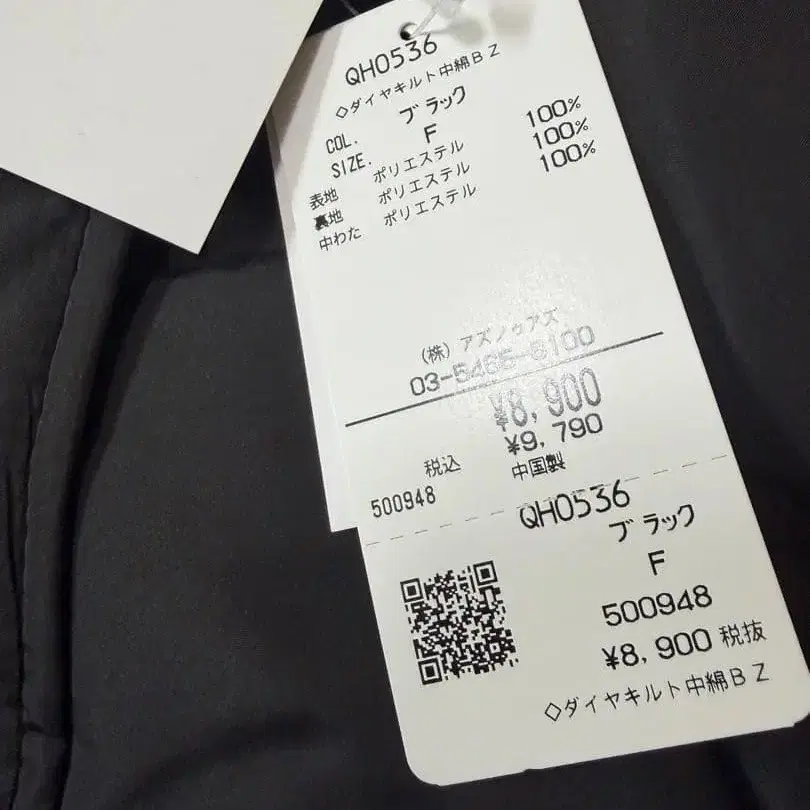 QH0536
◇ダイヤキルト中綿BZ
COL. ブラック
SIZE. F
表地 ポリエステル 100%
裏地 ポリエステル 100%
中わた ポリエステル 100%
(株) アズノゥアズ
03-5465-5100
¥8,900
税込 ¥9,790
500948 中国製
QH0536
ブラック
F
500948
¥8,900 税抜
◇ダイヤキルト中綿BZ